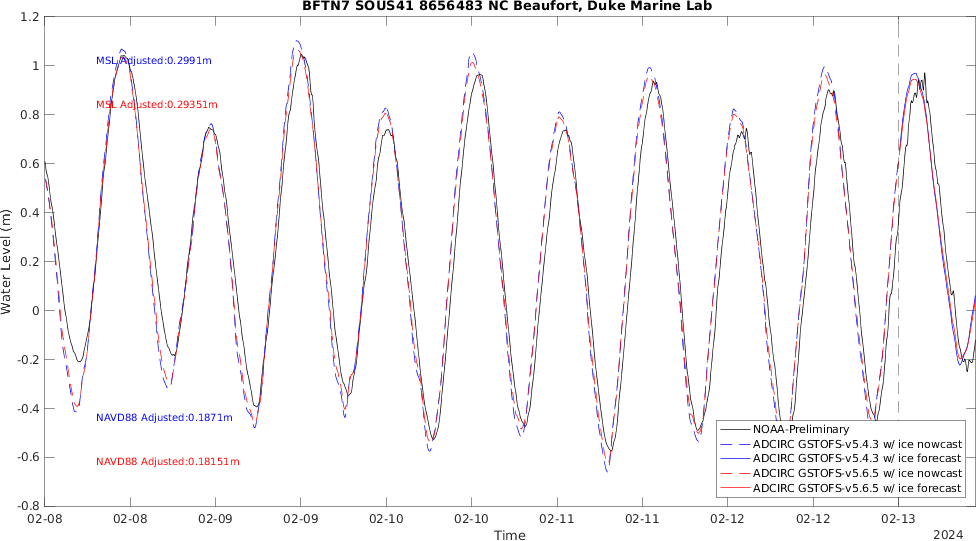 BFTN7 SOUS41 8656483 NC Beaufort, Duke Marine Lab
1.2
1
0.8
0.6
0.4
0.2
0
-0.2
-0.4
-0.6
-0.8
Water Level (m)
MSL Adjusted:0.2991m
MSL Adjusted:0.29351m
NAVD88 Adjusted:0.1871m
NAVD88 Adjusted:0.18151m
NOAA-Preliminary
ADCIRC GSTOFS-v5.4.3 w/ ice nowcast
ADCIRC GSTOFS-v5.4.3 w/ ice forecast
ADCIRC GSTOFS-v5.6.5 w/ ice nowcast
ADCIRC GSTOFS-v5.6.5 w/ ice forecast
02-08 02-08 02-09 02-09 02-10 02-10 02-11 02-11 02-12 02-12 02-13
Time
2024